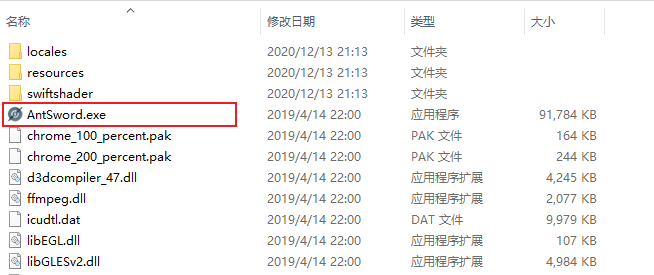 名称 修改日期 类型 大小
locales 2020/12/13 21:13 文件夹
resources 2020/12/13 21:13 文件夹
swiftshader 2020/12/13 21:13 文件夹
AntSword.exe 2019/4/14 22:00 应用程序 91,784 KB
chrome_100_percent.pak 2019/4/14 22:00 PAK 文件 164 KB
chrome_200_percent.pak 2019/4/14 22:00 PAK 文件 244 KB
d3dcompiler_47.dll 2019/4/14 22:00 应用程序扩展 4,245 KB
ffmpeg.dll 2019/4/14 22:00 应用程序扩展 2,077 KB
icudtl.dat 2019/4/14 22:00 DAT 文件 9,979 KB
libEGL.dll 2019/4/14 22:00 应用程序扩展 107 KB
libGLESv2.dll 2019/4/14 22:00 应用程序扩展 4,984 KB